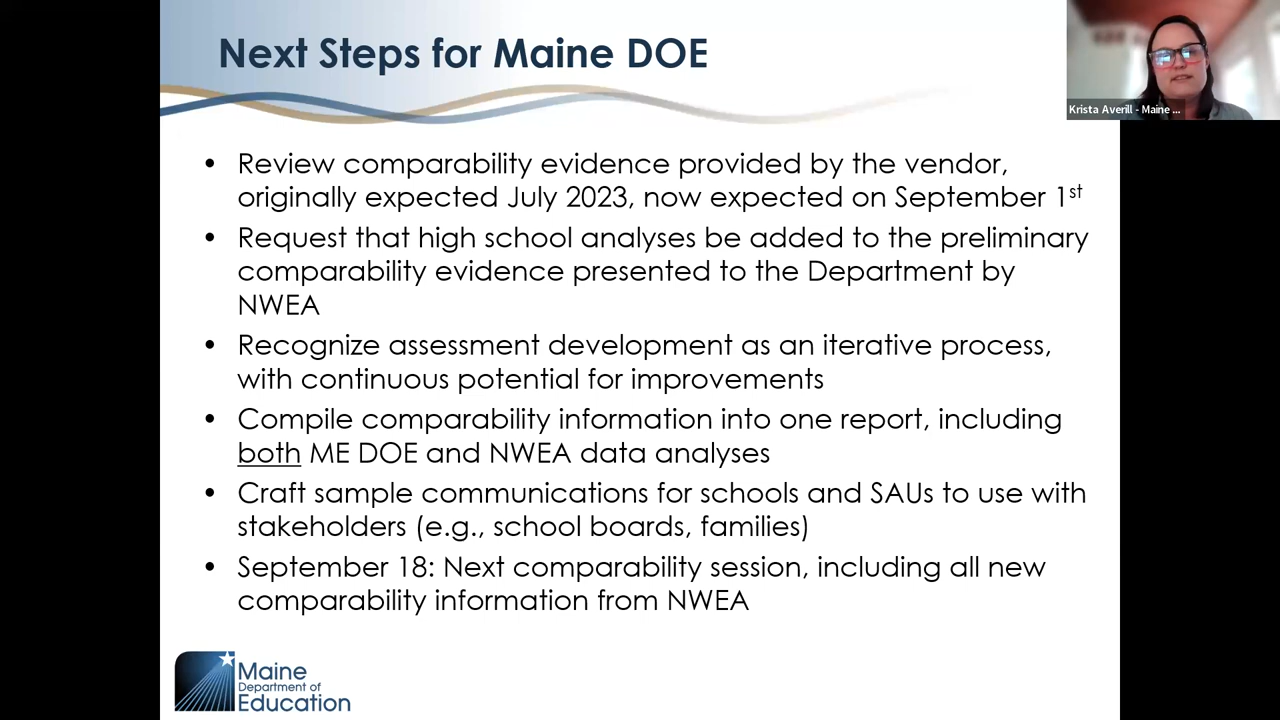 Next Steps for Maine DOE
Krista Averill - Maine ...
• Review comparability evidence provided by the vendor,
originally expected July 2023, now expected on September 1st
• Request that high school analyses be added to the preliminary
comparability evidence presented to the Department by
NWEA
• Recognize assessment development as an iterative process,
with continuous potential for improvements
• Compile comparability information into one report, including
both ME DOE and NWEA data analyses
• Craft sample communications for schools and SAUs to use with
stakeholders (e.g., school boards, families)
• September 18: Next comparability session, including all new
comparability information from NWEA
Maine
Department of
Education